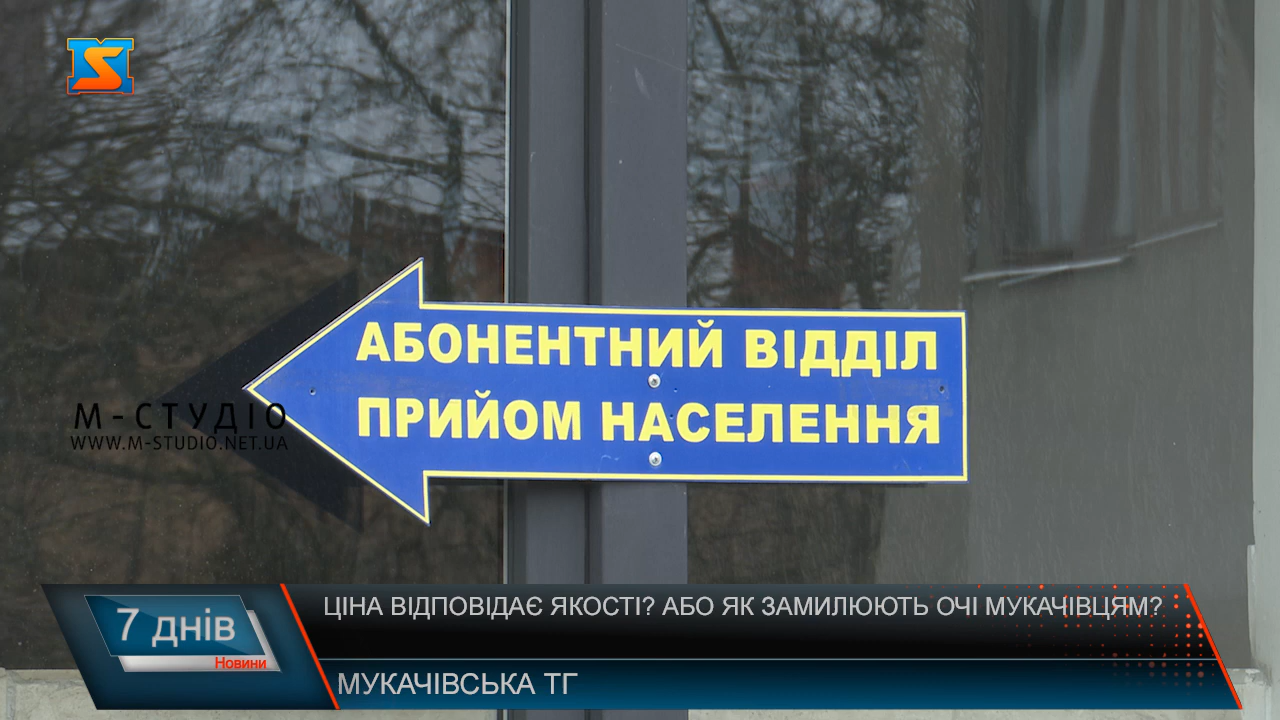 АБОНЕНТНИЙ ВІДДІЛ
ПРИЙОМ НАСЕЛЕННЯ
М-СТУДІО
WWW.M-STUDIO.NET.UA
7 днів
Новини
ЦІНА ВІДПОВІДАЄ ЯКОСТІ? АБО ЯК ЗАМИЛЮЮТЬ ОЧІ МУКАЧІВЦЯМ?
МУКАЧІВСЬКА ТГ